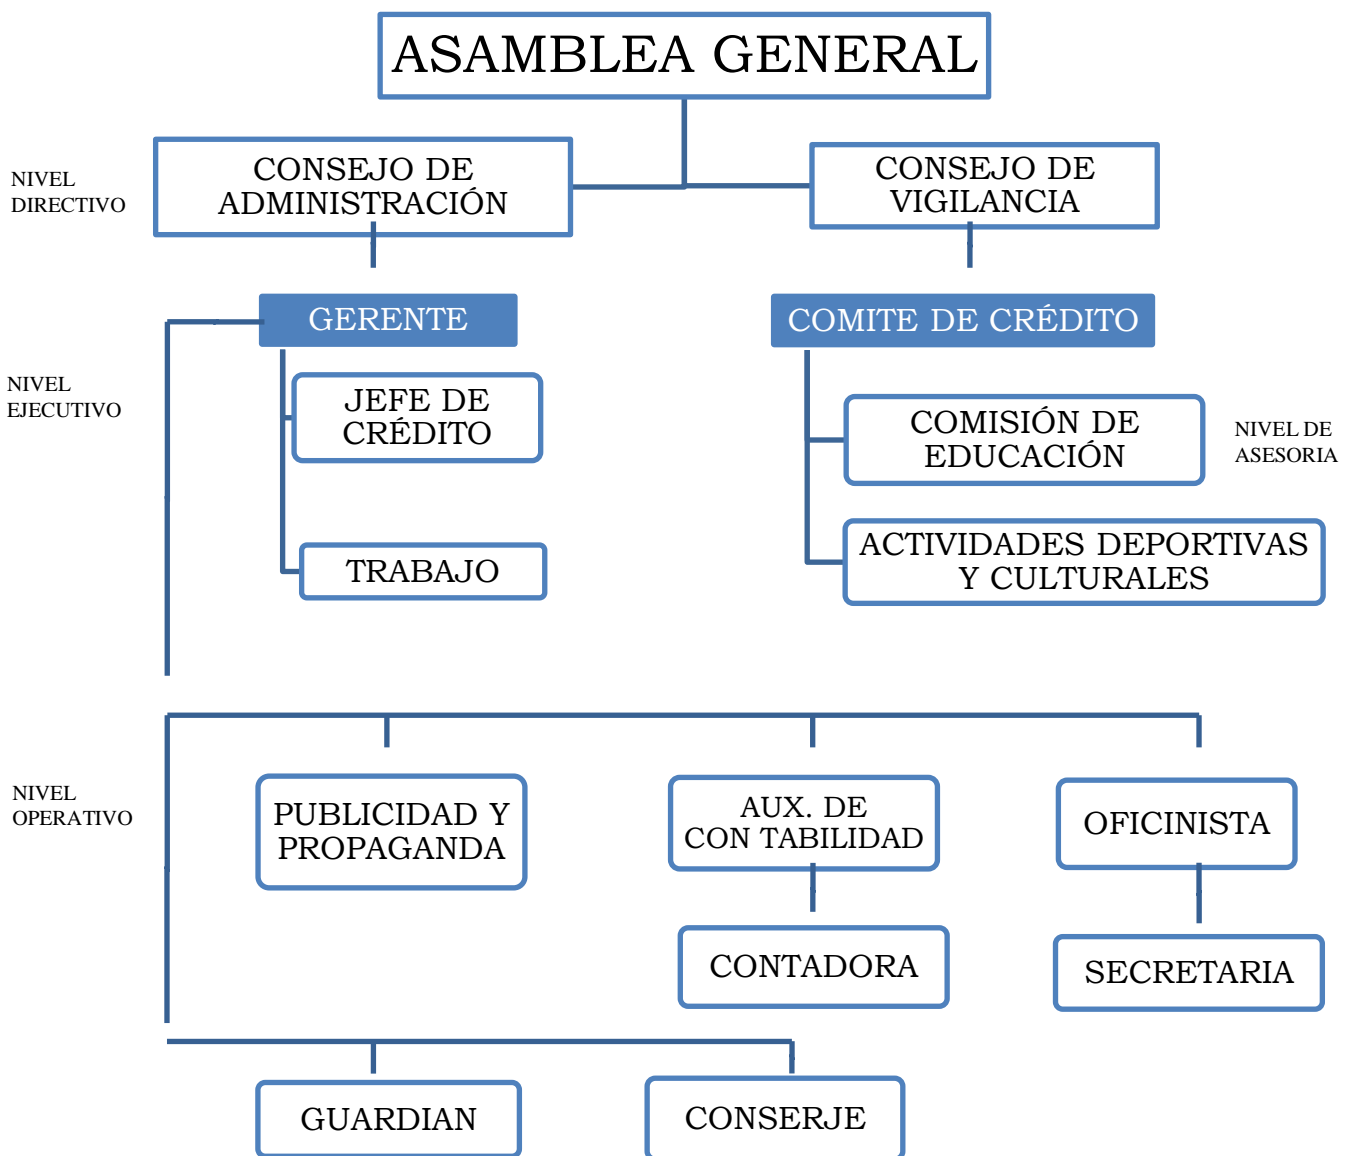 ASAMBLEA GENERAL
NIVEL
DIRECTIVO
CONSEJO DE
ADMINISTRACIÓN
CONSEJO DE
VIGILANCIA
GERENTE
COMITE DE CRÉDITO
NIVEL
EJECUTIVO
JEFE DE
CRÉDITO
COMISIÓN DE
EDUCACIÓN
NIVEL DE
ASESORIA
TRABAJO
ACTIVIDADES DEPORTIVAS
Y CULTURALES
NIVEL
OPERATIVO
PUBLICIDAD Y
PROPAGANDA
AUX. DE
CON TABILIDAD
OFICINISTA
CONTADORA
SECRETARIA
GUARDIAN
CONSERJE